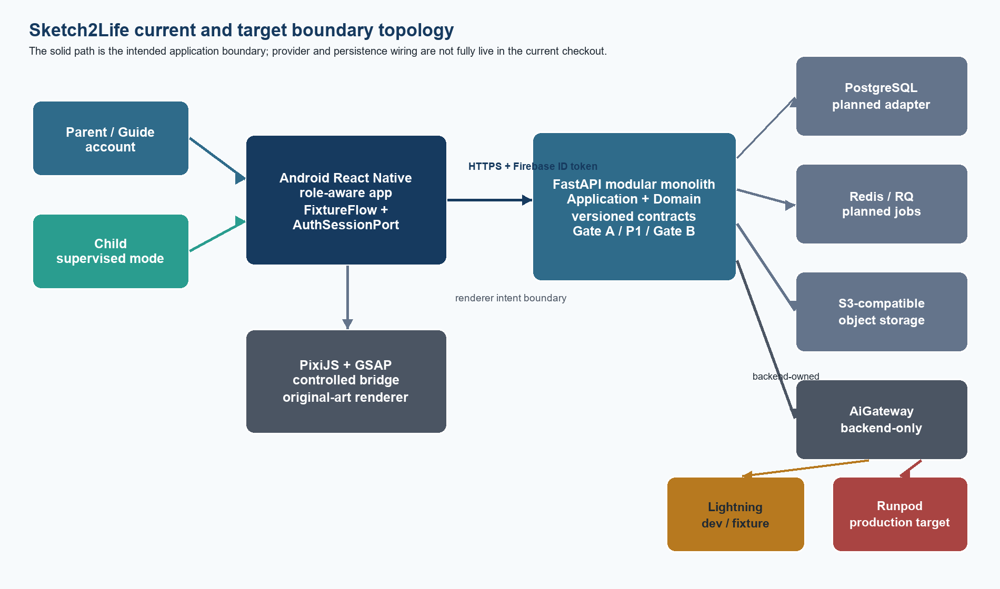 Sketch2Life current and target boundary topology
The solid path is the intended application boundary; provider and persistence wiring are not fully live in the current checkout.
Parent / Guide
account
Child
supervised mode
Android React Native
role-aware app
FixtureFlow +
AuthSessionPort
HTTPS + Firebase ID token
FastAPI modular monolith
Application + Domain
versioned contracts
Gate A / P1 / Gate B
renderer intent boundary
PixiJS + GSAP
controlled bridge
original-art renderer
PostgreSQL
planned adapter
Redis / RQ
planned jobs
S3-compatible
object storage
backend-owned
AiGateway
backend-only
Lightning
dev / fixture
Runpod
production target